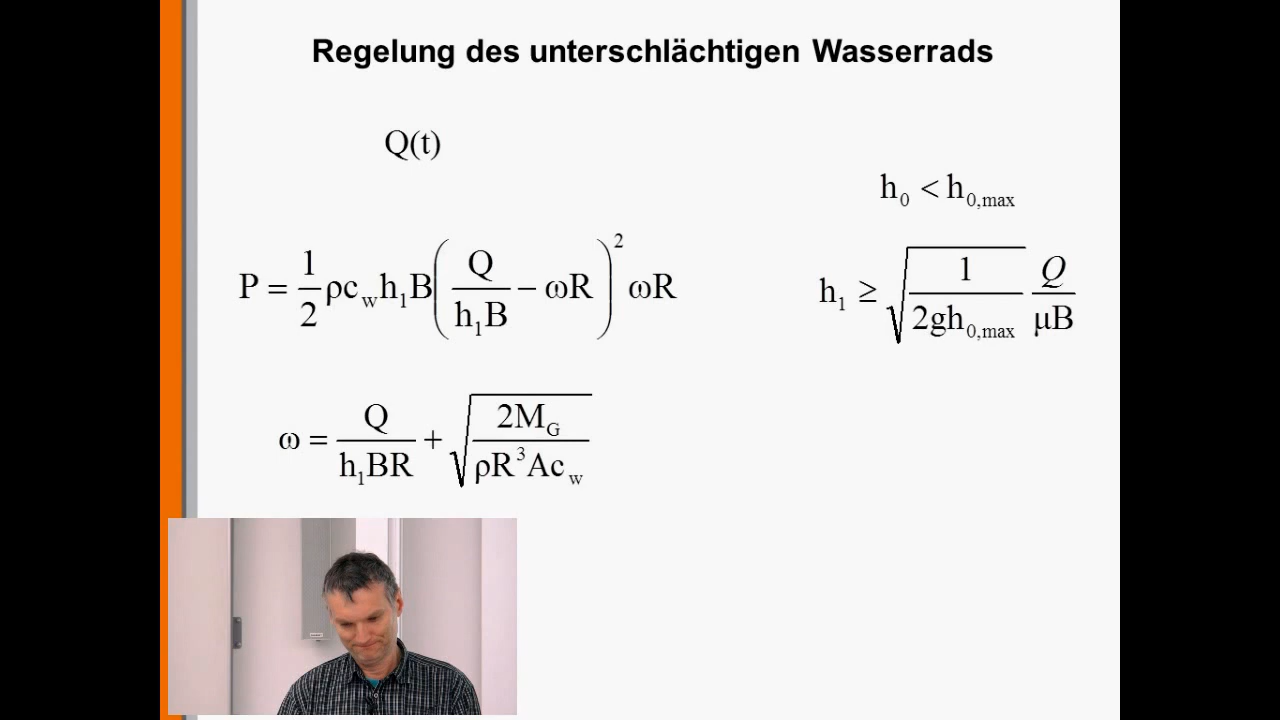 Regelung des unterschlächtigen Wasserrads
Q(t)
h₀ < h₀,max
P = 1/2 ρc_w h₁B(Q/(h₁B) − ωR)² ωR
h₁ ≥ √(1/(2gh₀,max)) Q/(μB)
ω = Q/(h₁BR) + √(2M_G/(ρR³Ac_w))